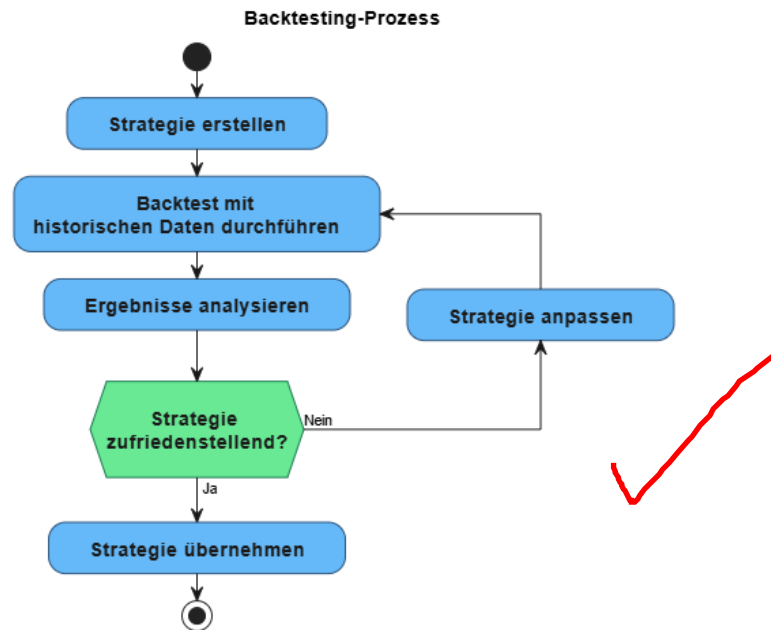 Backtesting-Prozess
Strategie erstellen
Backtest mit
historischen Daten durchführen
Ergebnisse analysieren
Strategie anpassen
Strategie
zufriedenstellend?
Nein
Ja
Strategie übernehmen